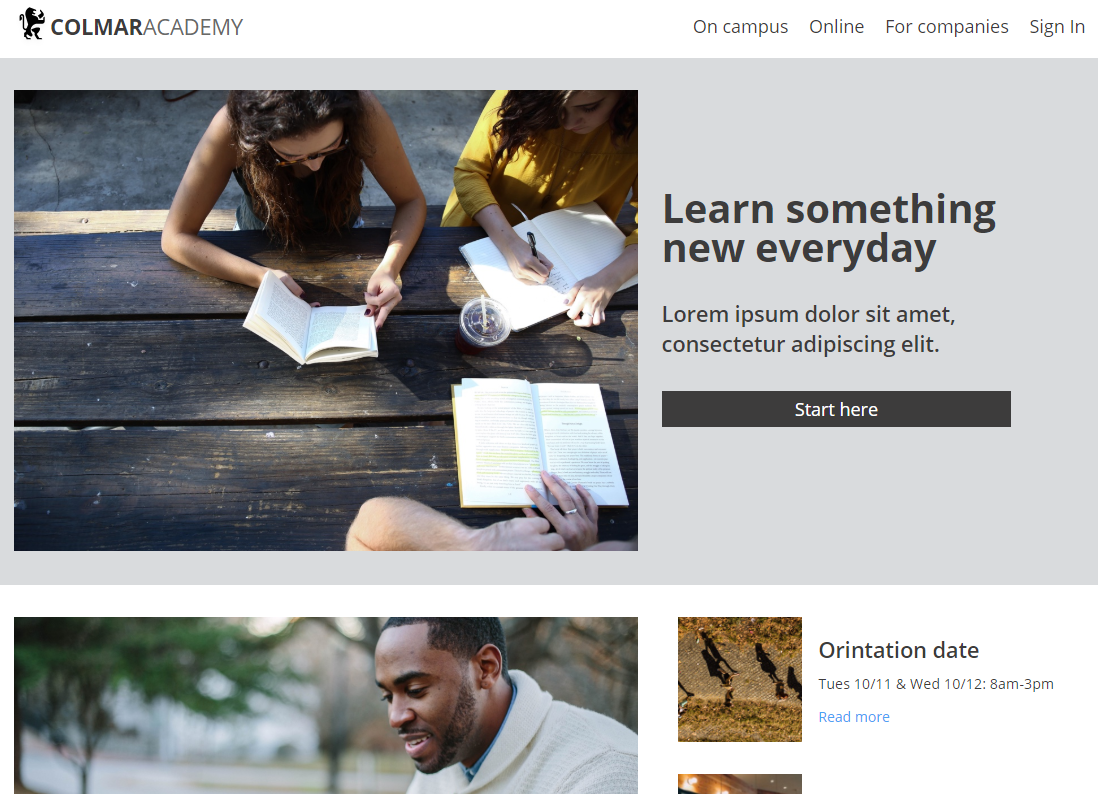 COLMARACADEMY
On campus Online For companies Sign In
Learn something
new everyday
Lorem ipsum dolor sit amet,
consectetur adipiscing elit.
Start here
Orintation date
Tues 10/11 & Wed 10/12: 8am-3pm
Read more